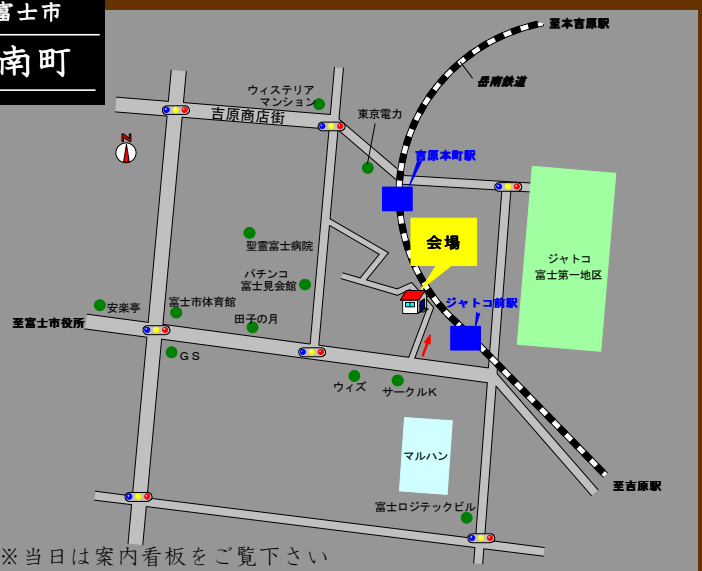 富士市
南町
至本吉原駅
岳南鉄道
ウィステリア
マンション
吉原商店街
東京電力
N
吉原本町駅
会場
聖霊富士病院
ジャトコ
富士第一地区
パチンコ
富士見会館
ジャトコ前駅
安楽亭
富士市体育館
田子の月
至富士市役所
GS
ウィズ
サークルK
マルハン
至吉原駅
富士ロジテックビル
※当日は案内看板をご覧下さい